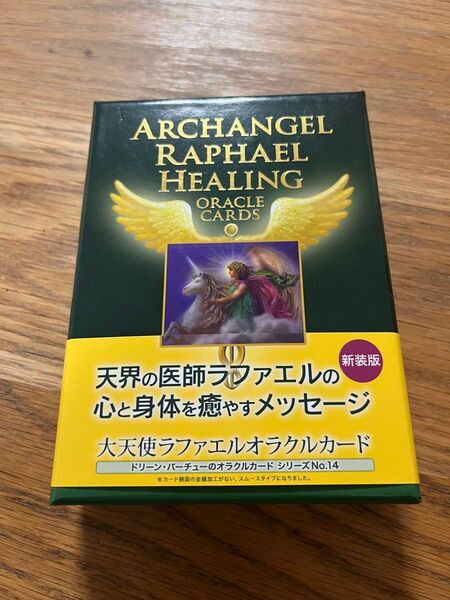 ARCHANGEL
RAPHAEL
HEALING
ORACLE
CARDS
新装版
天界の医師ラファエルの
心と身体を癒やすメッセージ
大天使ラファエルオラクルカード
ドリーン・バーチューのオラクルカード シリーズNo.14
※カード側面の金縁加工がない、スムースタイプになりました。